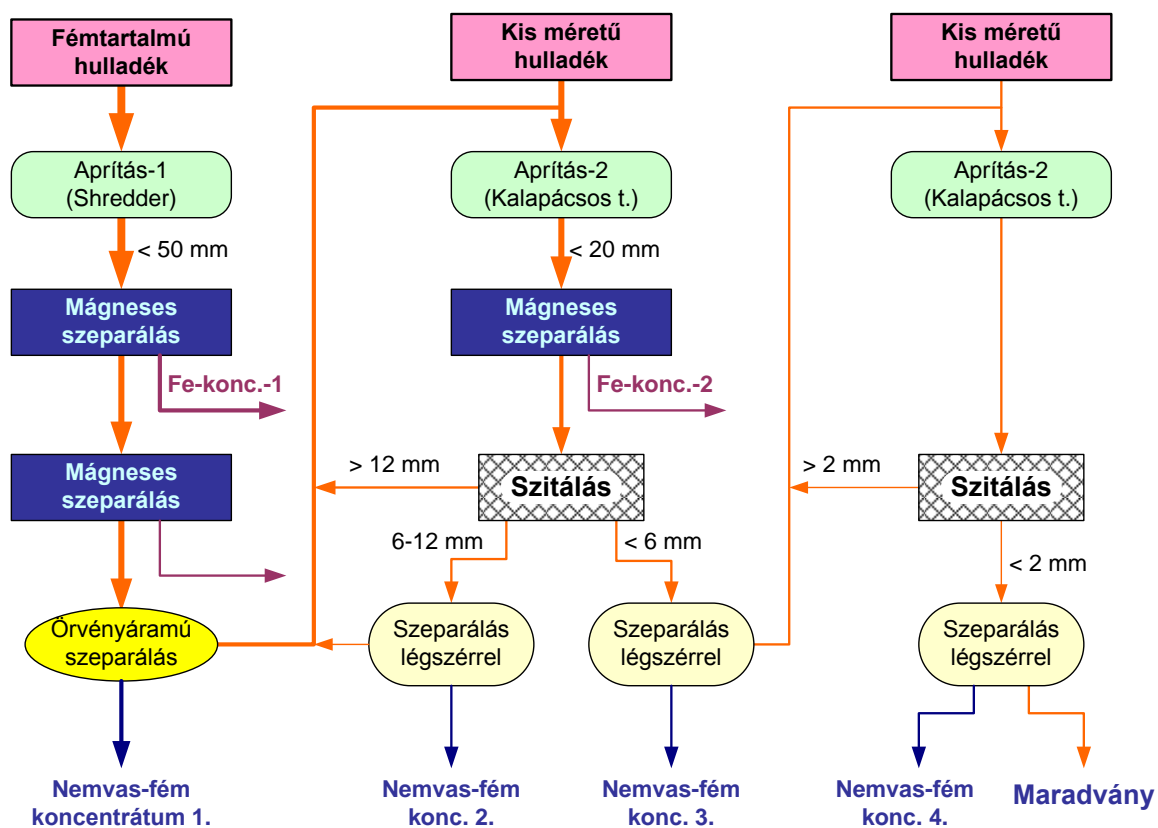 Fémtartalmú
hulladék
Aprítás-1
(Shredder)
< 50 mm
Mágneses
szeparálás
Fe-konc.-1
Mágneses
szeparálás
Örvényáramú
szeparálás
Nemvas-fém
koncentrátum 1.
Kis méretű
hulladék
Aprítás-2
(Kalapácsos t.)
< 20 mm
Mágneses
szeparálás
Fe-konc.-2
> 12 mm
Szitálás
6-12 mm
< 6 mm
Szeparálás
légszérrel
Nemvas-fém
konc. 2.
Szeparálás
légszérrel
Nemvas-fém
konc. 3.
Kis méretű
hulladék
Aprítás-2
(Kalapácsos t.)
> 2 mm
Szitálás
< 2 mm
Szeparálás
légszérrel
Nemvas-fém
konc. 4.
Maradvány